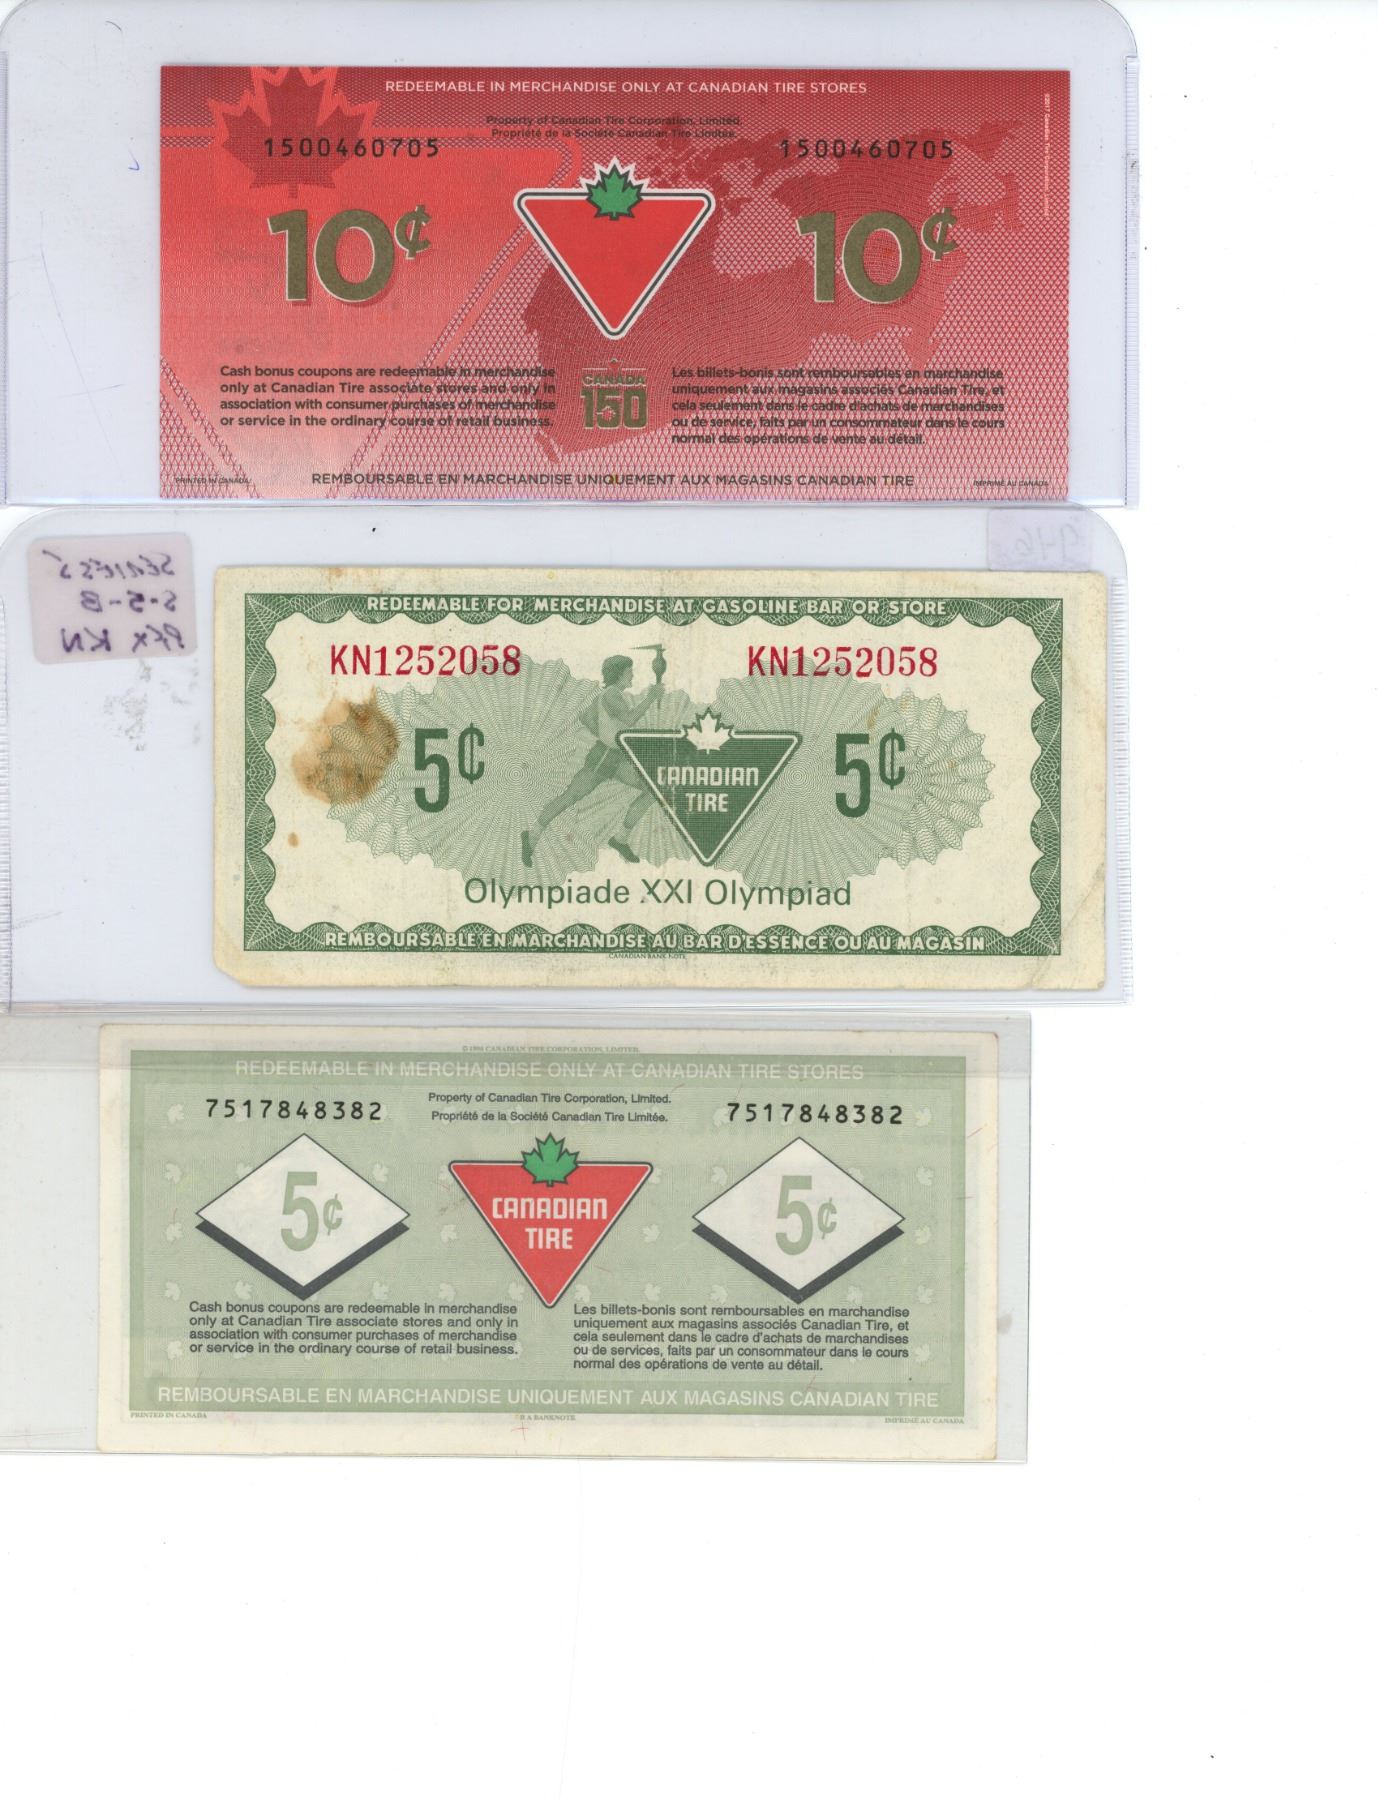 REDEEMABLE IN MERCHANDISE ONLY AT CANADIAN TIRE STORES
Property of Canadian Tire Corporation, Limited.
Propriété de la Société Canadian Tire Limitée.
1500460705 1500460705
10¢ 10¢
Cash bonus coupons are redeemable in merchandise
only at Canadian Tire associate stores and only in
association with consumer purchases of merchandise
or service in the ordinary course of retail business.
CANADA
150
Les billets-bonis sont remboursables en marchandise
uniquement aux magasins associés Canadian Tire, et
cela seulement dans le cadre d'achats de marchandises
ou de service, faits par un consommateur dans le cours
normal des opérations de vente au détail.
PRINTED IN CANADA
REMBOURSABLE EN MARCHANDISE UNIQUEMENT AUX MAGASINS CANADIAN TIRE
IMPRIMÉ AU CANADA
SERIES 5
S-5-B
PFX KN
REDEEMABLE FOR MERCHANDISE AT GASOLINE BAR OR STORE
KN1252058 KN1252058
5¢ 5¢
CANADIAN
TIRE
Olympiade XXI Olympiad
REMBOURSABLE EN MARCHANDISE AU BAR D'ESSENCE OU AU MAGASIN
CANADIAN BANK NOTE
REDEEMABLE IN MERCHANDISE ONLY AT CANADIAN TIRE STORES
Property of Canadian Tire Corporation, Limited.
Propriété de la Société Canadian Tire Limitée.
7517848382 7517848382
5¢ 5¢
CANADIAN
TIRE
Cash bonus coupons are redeemable in merchandise
only at Canadian Tire associate stores and only in
association with consumer purchases of merchandise
or service in the ordinary course of retail business.
Les billets-bonis sont remboursables en marchandise
uniquement aux magasins associés Canadian Tire, et
cela seulement dans le cadre d'achats de marchandises
ou de services, faits par un consommateur dans le cours
normal des opérations de vente au détail.
REMBOURSABLE EN MARCHANDISE UNIQUEMENT AUX MAGASINS CANADIAN TIRE
PRINTED IN CANADA
B A BANKNOTE
IMPRIMÉ AU CANADA